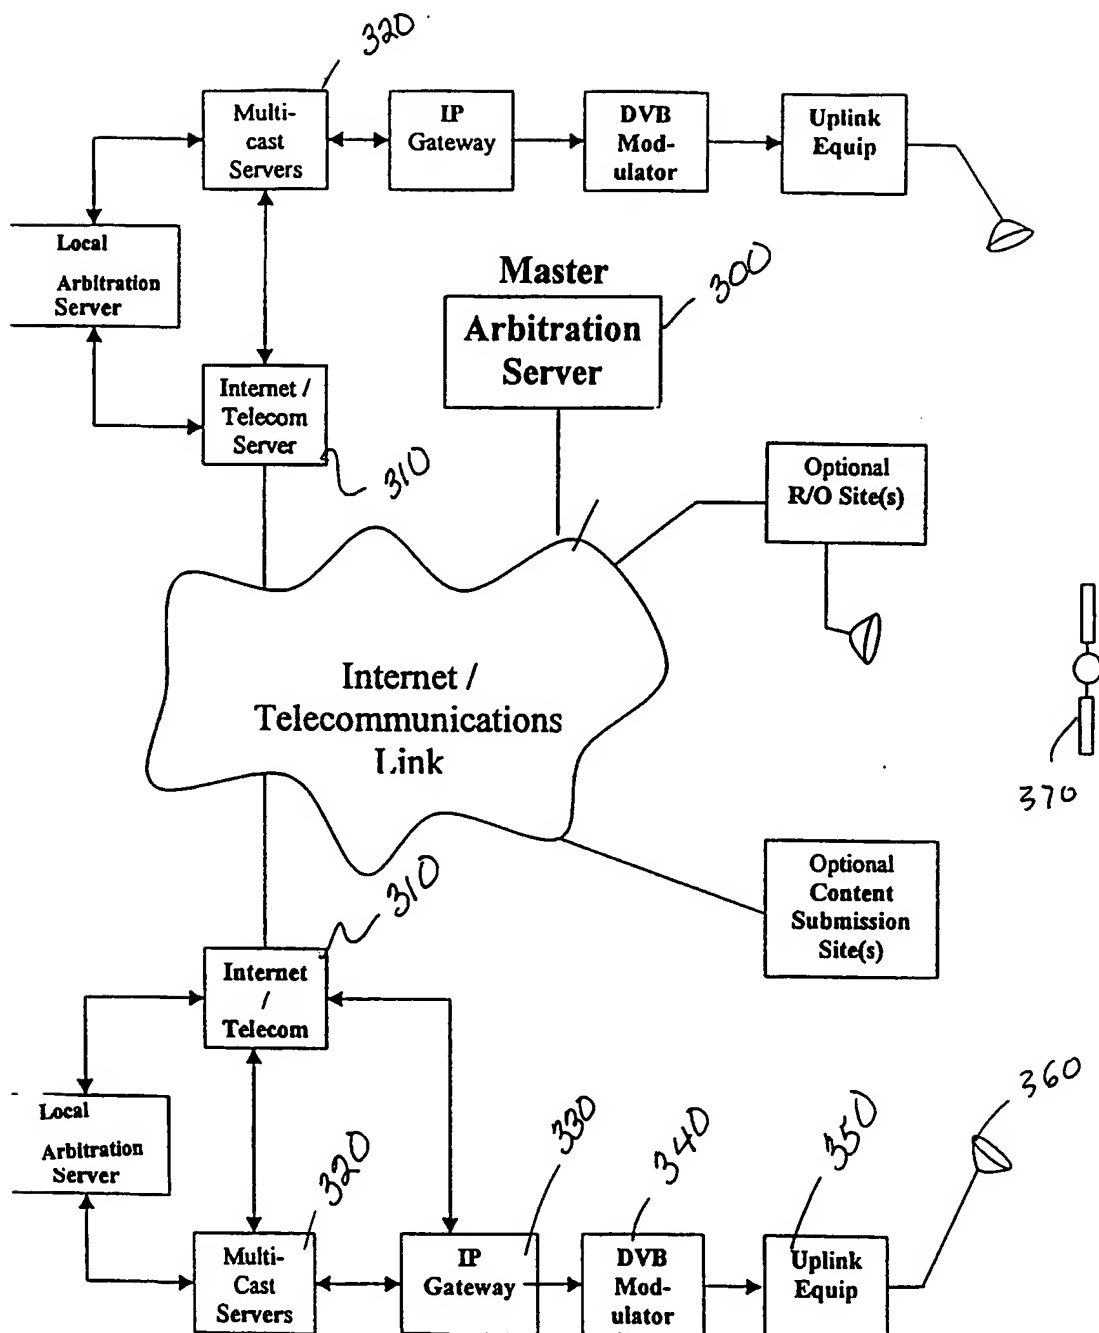 320
Multi-
cast
Servers
IP
Gateway
DVB
Mod-
ulator
Uplink
Equip
Local
Arbitration
Server
Master
300
Arbitration
Server
Internet /
Telecom
Server
310
Optional
R/O Site(s)
Internet /
Telecommunications
Link
370
Optional
Content
Submission
Site(s)
310
Internet
/
Telecom
Local
Arbitration
Server
320
330
340
350
360
Multi-
Cast
Servers
IP
Gateway
DVB
Mod-
ulator
Uplink
Equip